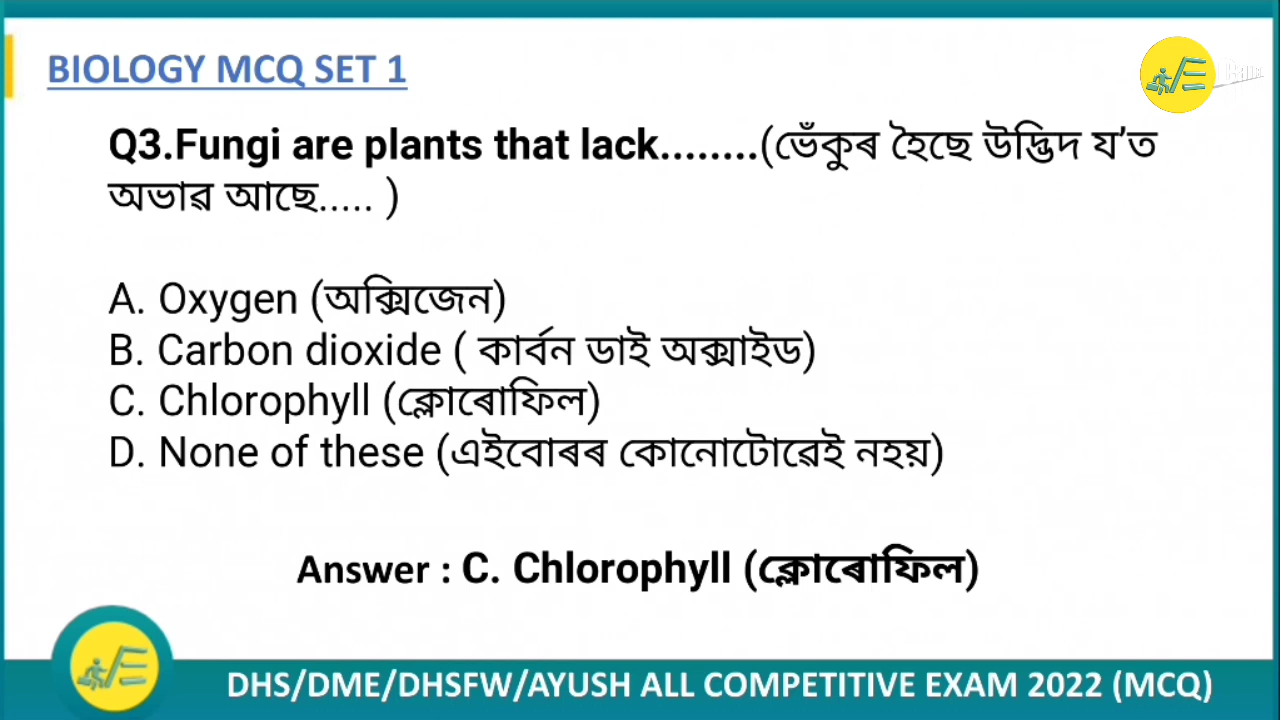 BIOLOGY MCQ SET 1
Q3.Fungi are plants that lack........(ভেঁকুৰ হৈছে উদ্ভিদ য'ত
অভাৱ আছে..... )
A. Oxygen (অক্সিজেন)
B. Carbon dioxide ( কাৰ্বন ডাই অক্সাইড)
C. Chlorophyll (ক্লোৰোফিল)
D. None of these (এইবোৰৰ কোনোটোৱেই নহয়)
Answer : C. Chlorophyll (ক্লোৰোফিল)
DHS/DME/DHSFW/AYUSH ALL COMPETITIVE EXAM 2022 (MCQ)